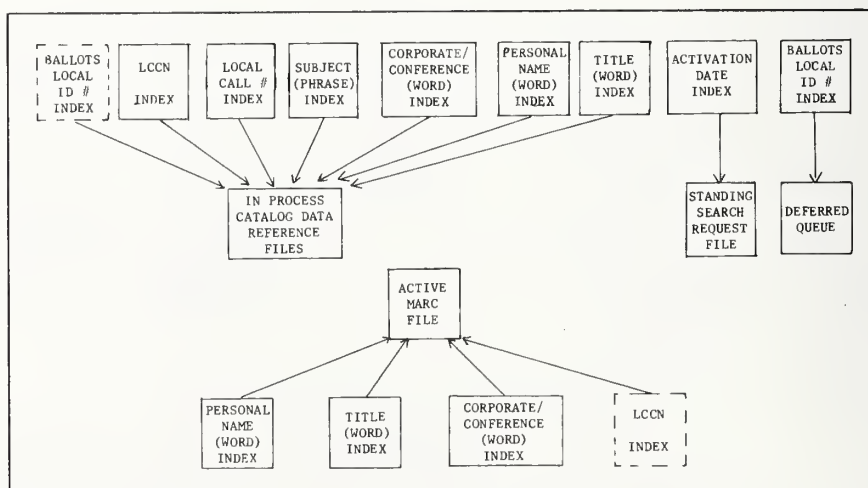 BALLOTS
LOCAL
ID #
INDEX
LCCN
INDEX
LOCAL
CALL #
INDEX
SUBJECT
(PHRASE)
INDEX
CORPORATE/
CONFERENCE
(WORD)
INDEX
PERSONAL
NAME
(WORD)
INDEX
TITLE
(WORD)
INDEX
ACTIVATION
DATE
INDEX
BALLOTS
LOCAL
ID #
INDEX
IN PROCESS
CATALOG DATA
REFERENCE
FILES
STANDING
SEARCH
REQUEST
FILE
DEFERRED
QUEUE
ACTIVE
MARC
FILE
PERSONAL
NAME
(WORD)
INDEX
TITLE
(WORD)
INDEX
CORPORATE/
CONFERENCE
(WORD)
INDEX
LCCN
INDEX